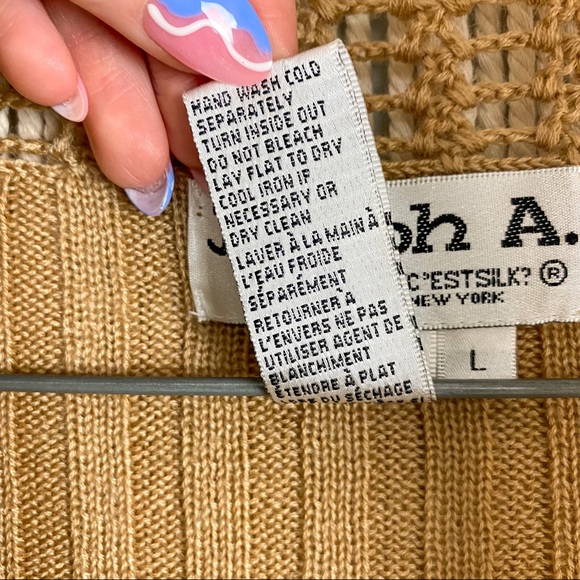 HAND WASH COLD
SEPARATELY
TURN INSIDE OUT
DO NOT BLEACH
LAY FLAT TO DRY
COOL IRON IF
NECESSARY OR
DRY CLEAN
LAVER À LA MAIN À
L'EAU FROIDE
SÉPARÉMENT
RETOURNER À
L'ENVERS NE PAS
UTILISER AGENT DE
BLANCHIMENT
ÉTENDRE À PLAT
DU SÉCHAGE
A.
C'ESTSILK? ®
NEW YORK
L